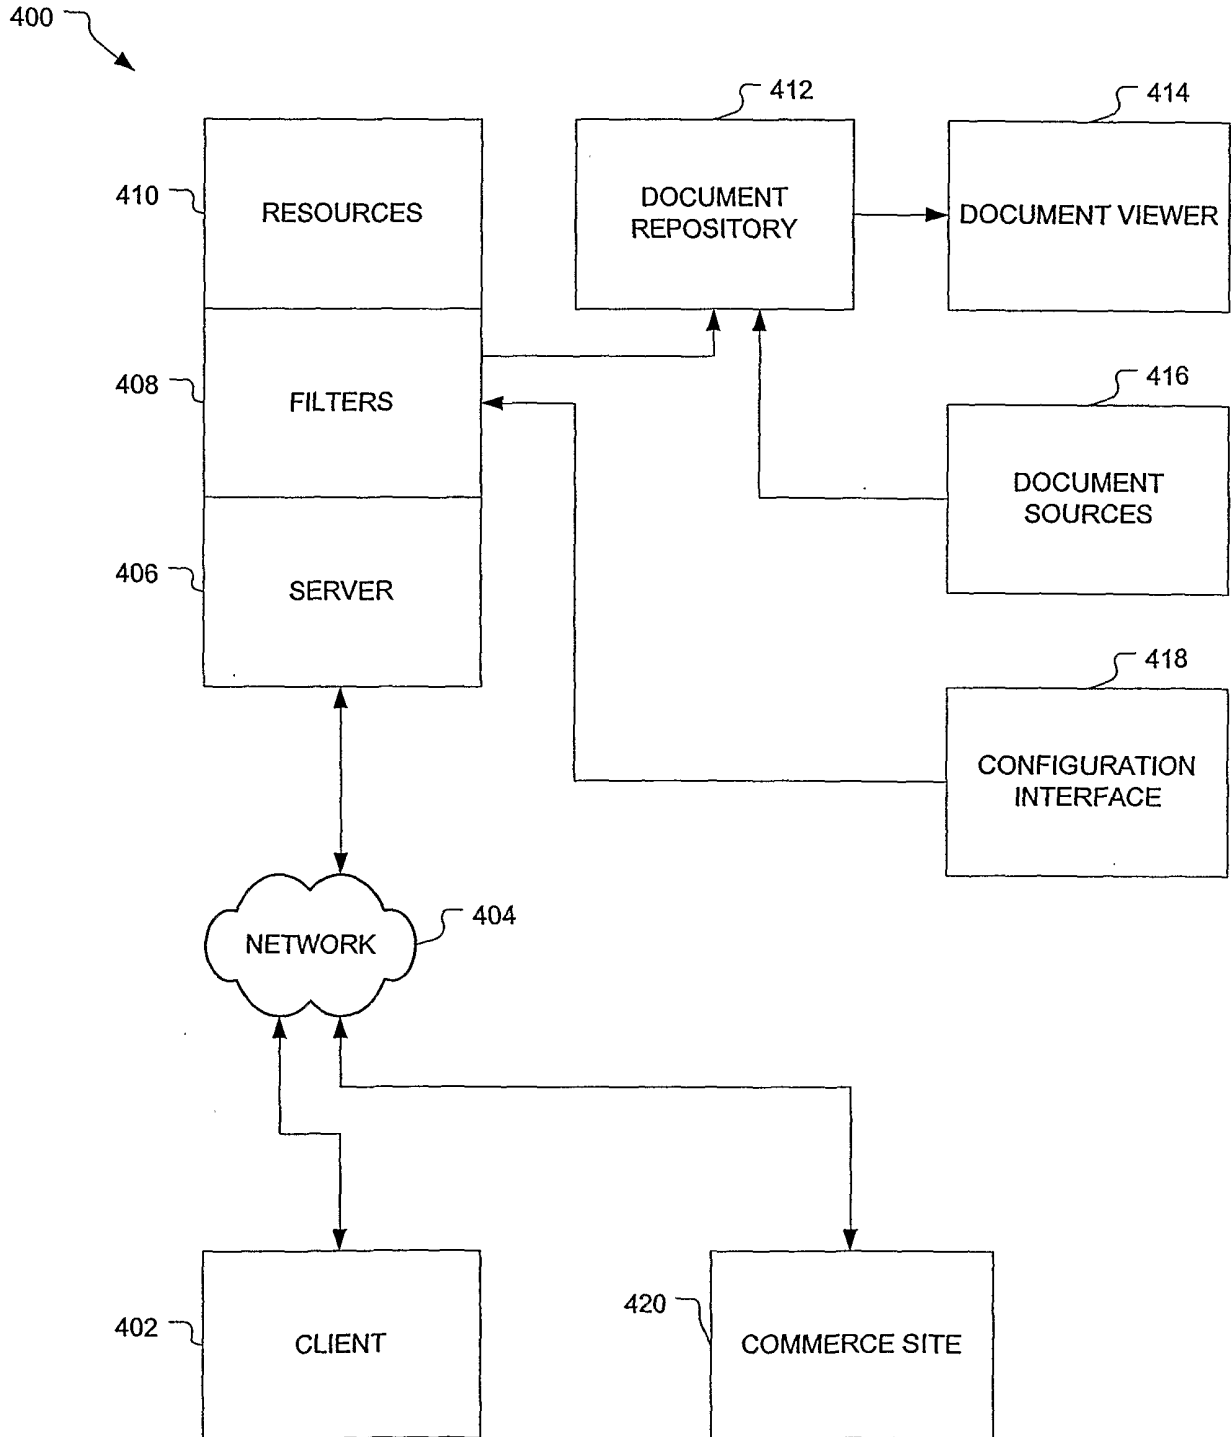 400
412
414
410
RESOURCES
DOCUMENT
REPOSITORY
DOCUMENT VIEWER
408
FILTERS
416
DOCUMENT
SOURCES
406
SERVER
418
CONFIGURATION
INTERFACE
NETWORK
404
402
CLIENT
420
COMMERCE SITE